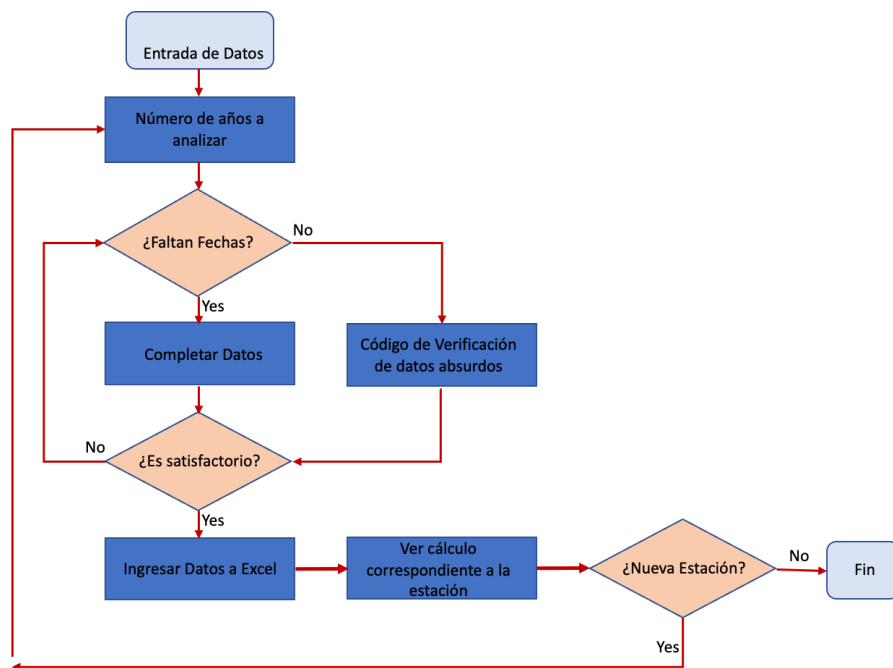 Entrada de Datos
Número de años a
analizar
¿Faltan Fechas?
No
Yes
Completar Datos
Código de Verificación
de datos absurdos
No
¿Es satisfactorio?
Yes
Ingresar Datos a Excel
Ver cálculo
correspondiente a la
estación
¿Nueva Estación?
No
Fin
Yes